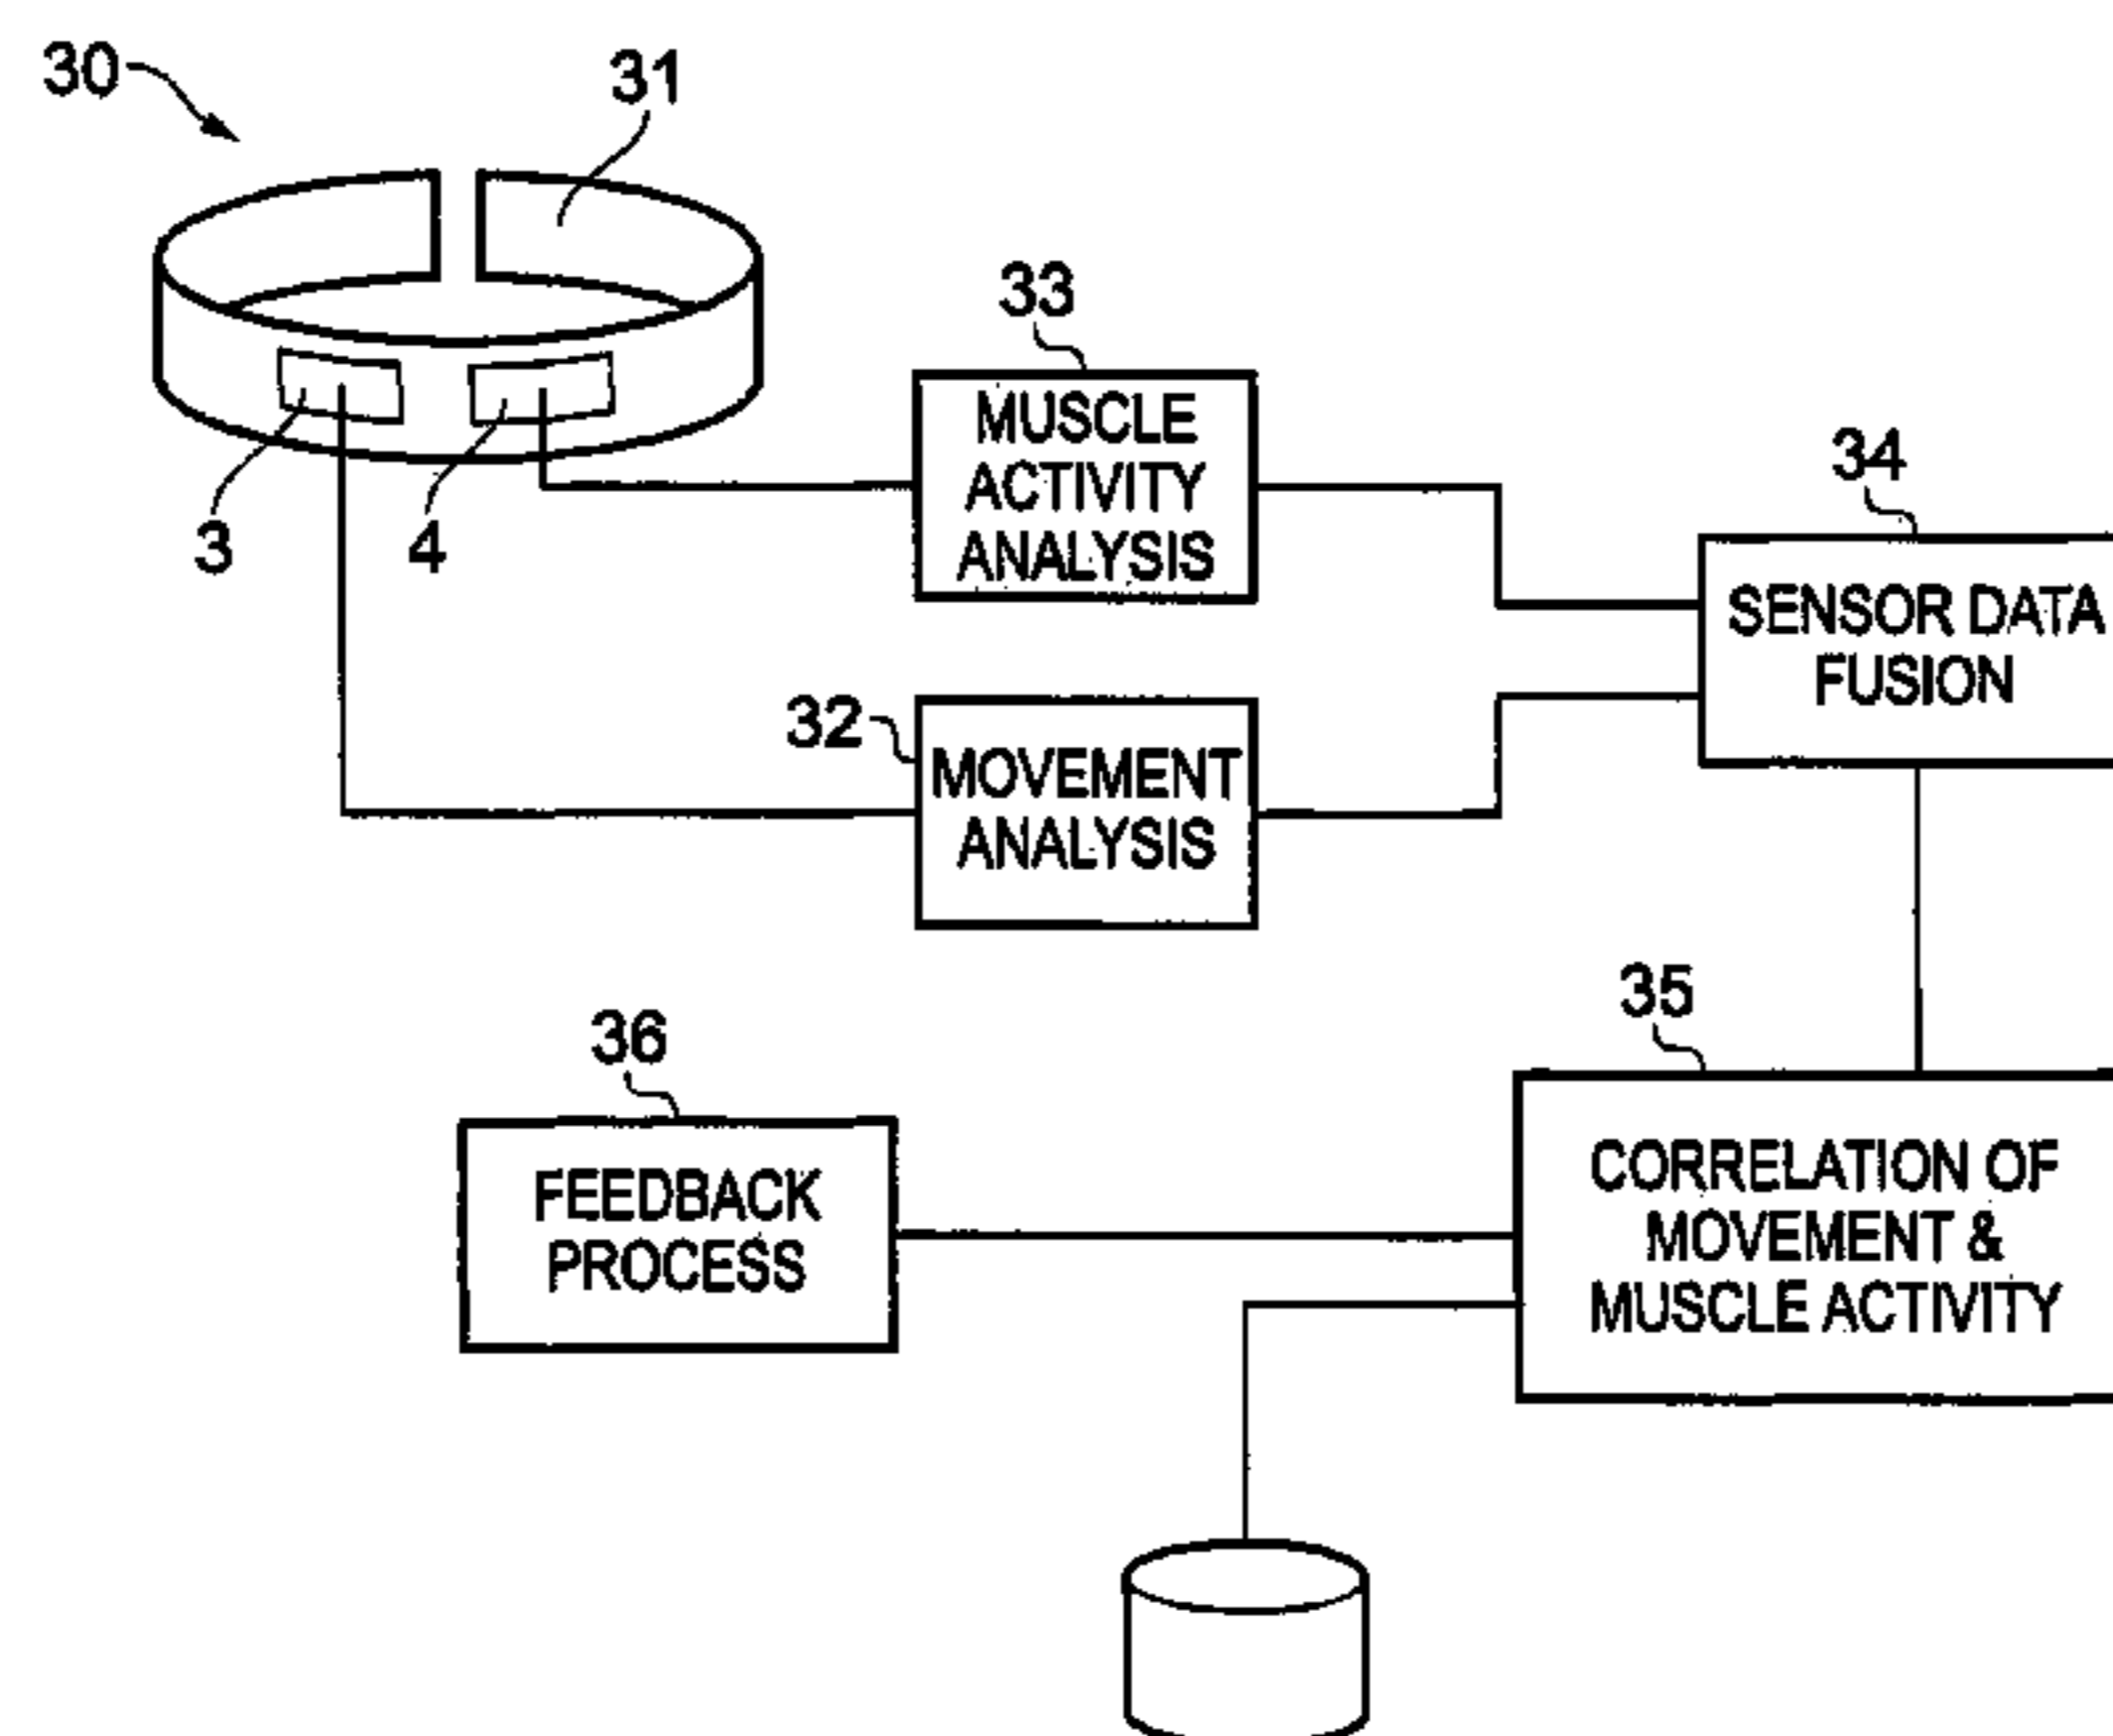 30
31
33
MUSCLE
ACTIVITY
ANALYSIS
34
SENSOR DATA
FUSION
3
4
32
MOVEMENT
ANALYSIS
35
CORRELATION OF
MOVEMENT &
MUSCLE ACTIVITY
36
FEEDBACK
PROCESS